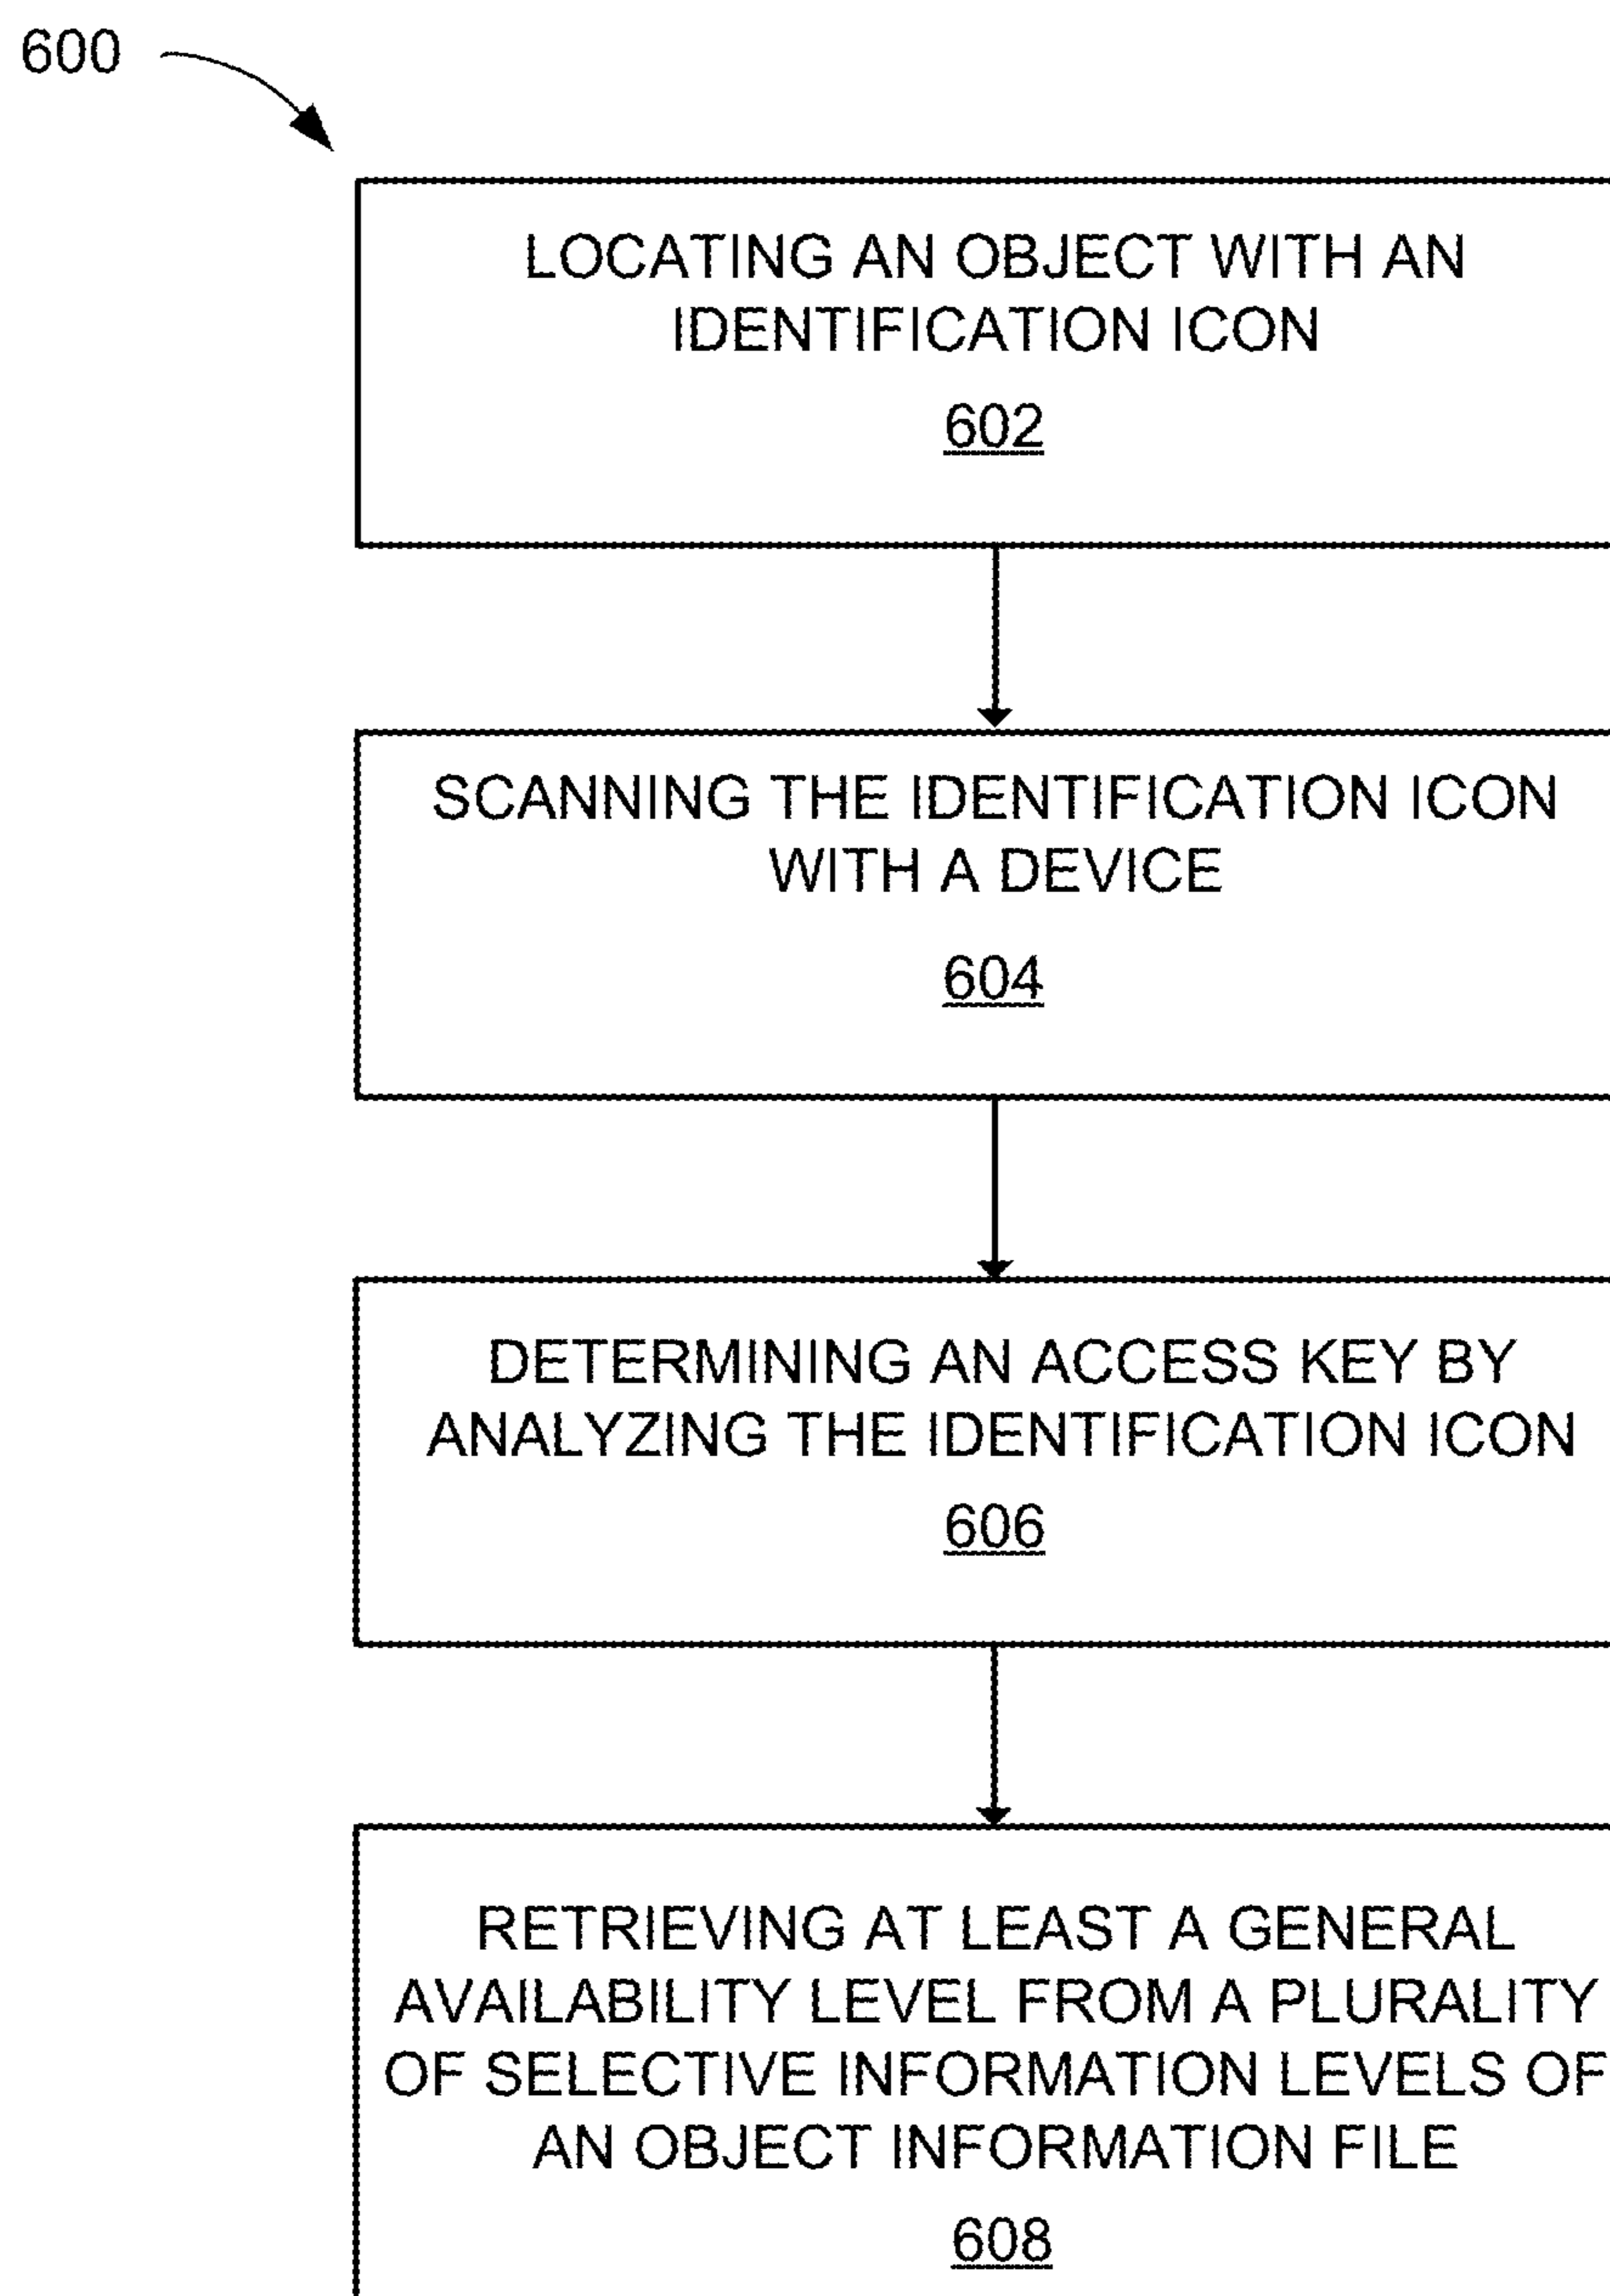 600
LOCATING AN OBJECT WITH AN
IDENTIFICATION ICON
602
SCANNING THE IDENTIFICATION ICON
WITH A DEVICE
604
DETERMINING AN ACCESS KEY BY
ANALYZING THE IDENTIFICATION ICON
606
RETRIEVING AT LEAST A GENERAL
AVAILABILITY LEVEL FROM A PLURALITY
OF SELECTIVE INFORMATION LEVELS OF
AN OBJECT INFORMATION FILE
608